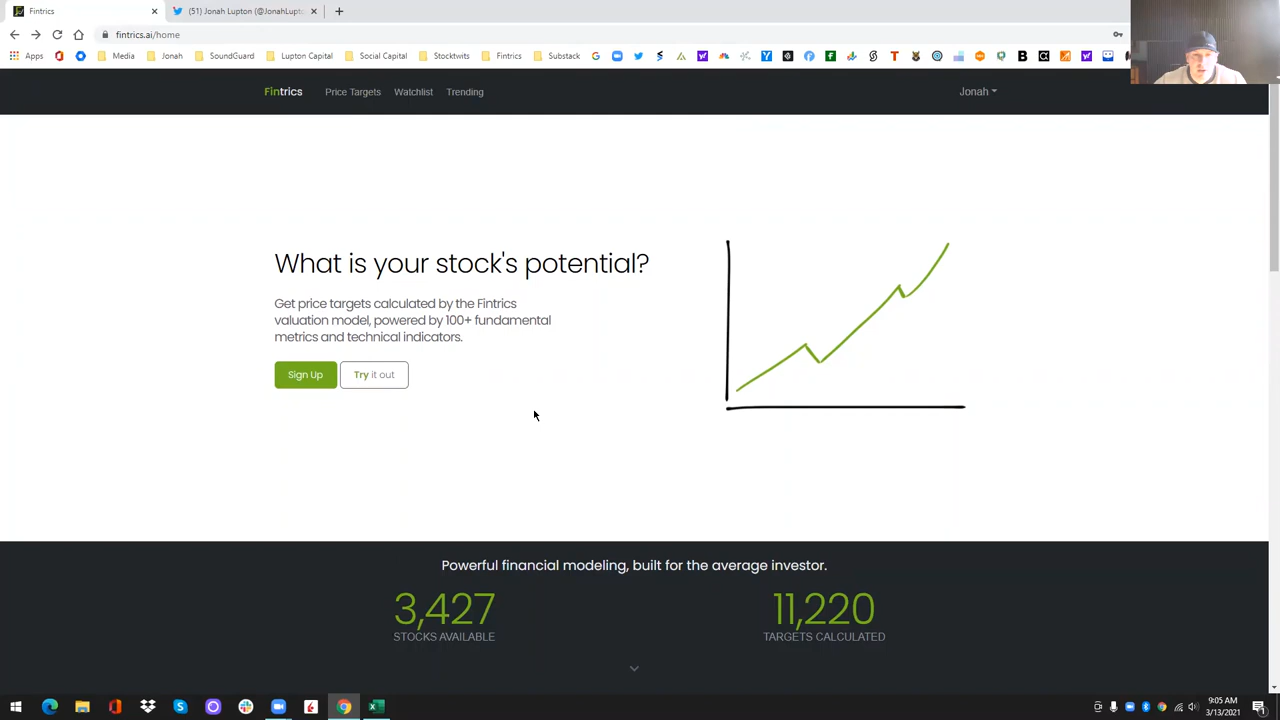 Fintrics
(51) Jonah Lupton (@JonahLupto
fintrics.ai/home
Apps Media Jonah SoundGuard Lupton Capital Social Capital Stocktwits Fintrics Substack
Fintrics Price Targets Watchlist Trending Jonah
What is your stock's potential?
Get price targets calculated by the Fintrics
valuation model, powered by 100+ fundamental
metrics and technical indicators.
Sign Up Try it out
Powerful financial modeling, built for the average investor.
3,427 11,220
STOCKS AVAILABLE TARGETS CALCULATED
9:05 AM
3/13/2021